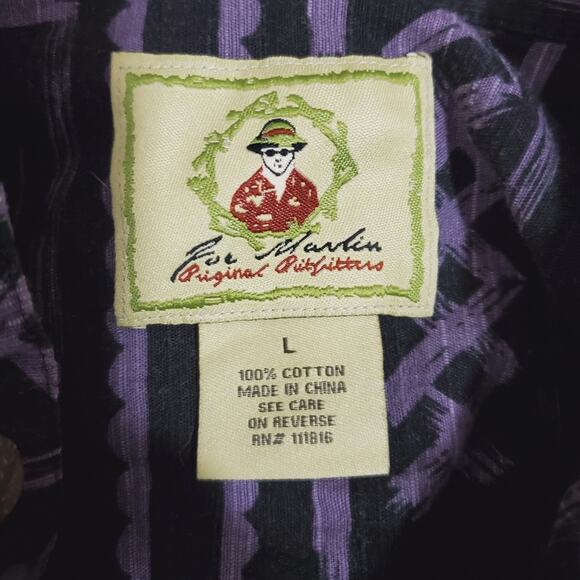 Joe Marlin
Original Outfitters
L
100% COTTON
MADE IN CHINA
SEE CARE
ON REVERSE
RN# 111816